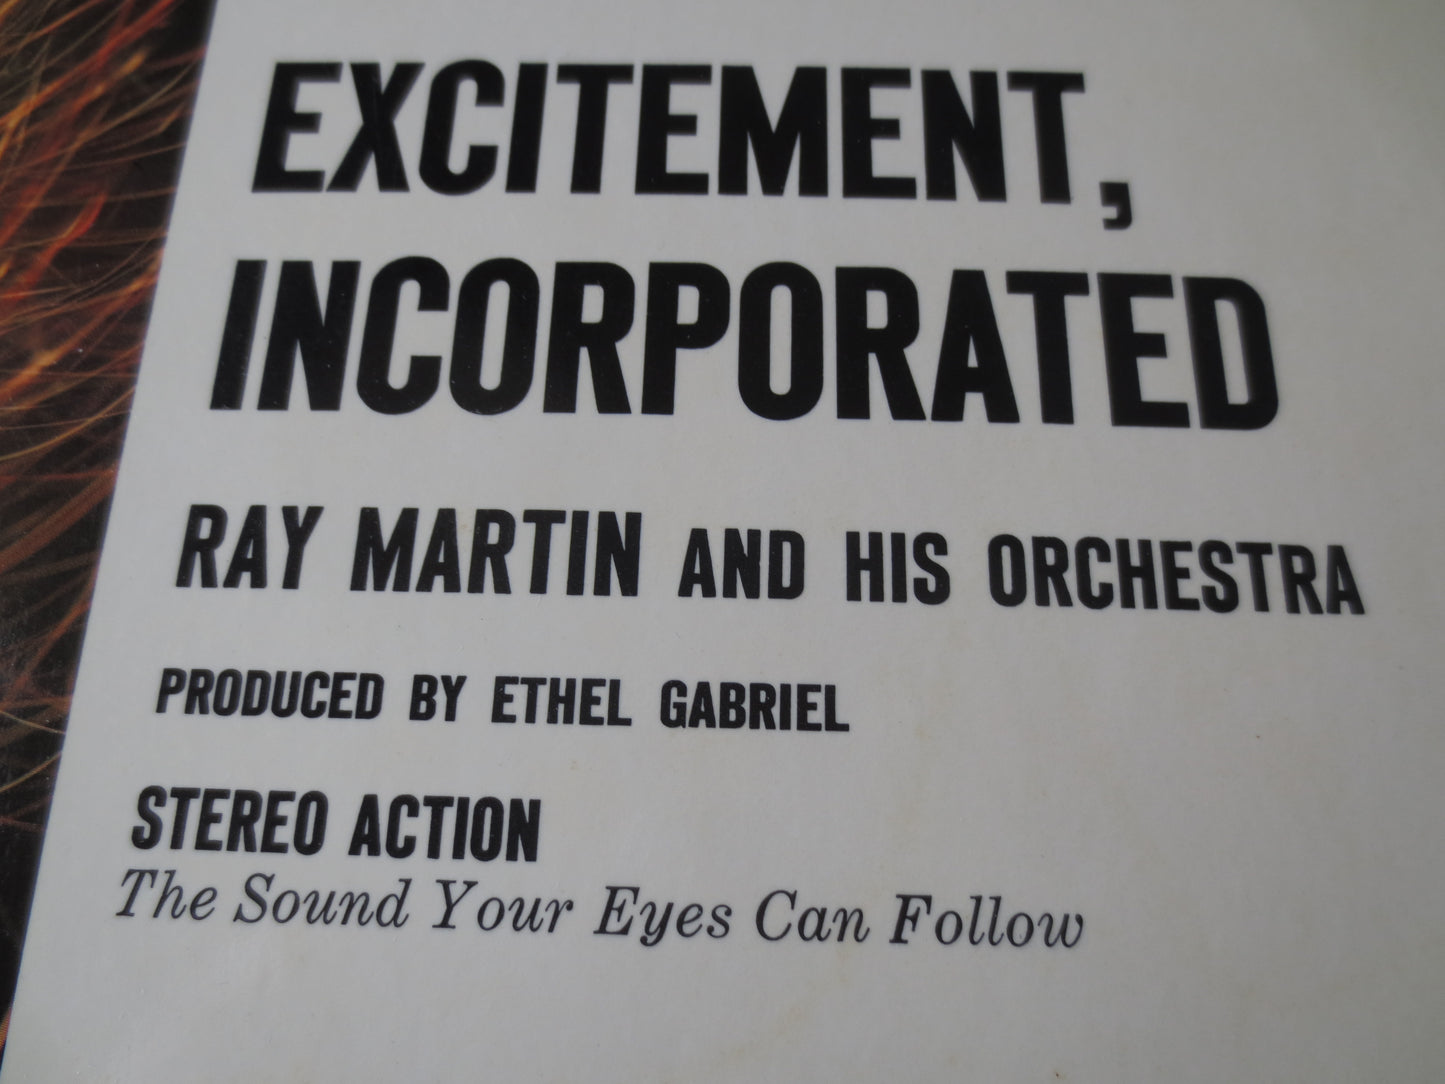 EXCITEMENT,
INCORPORATED
RAY MARTIN AND HIS ORCHESTRA
PRODUCED BY ETHEL GABRIEL
STEREO ACTION
The Sound Your Eyes Can Follow